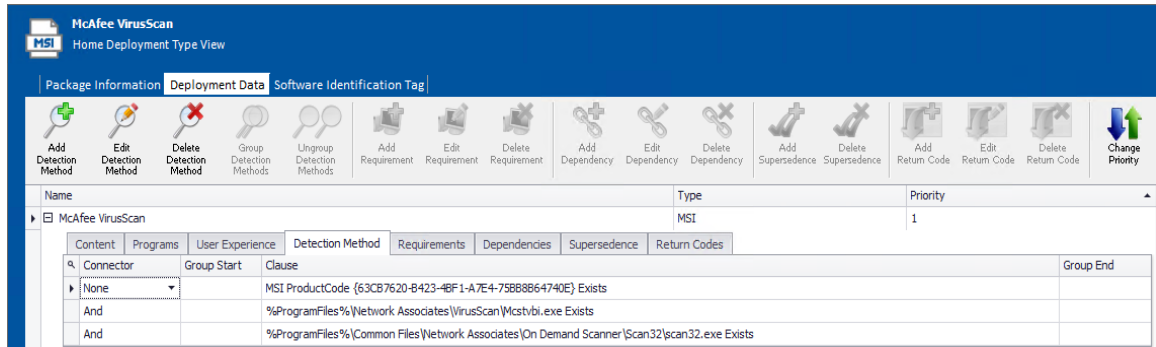 McAfee VirusScan
MSI
Home Deployment Type View
Package Information Deployment Data Software Identification Tag
Add Detection Method
Edit Detection Method
Delete Detection Method
Group Detection Methods
Ungroup Detection Methods
Add Requirement
Edit Requirement
Delete Requirement
Add Dependency
Edit Dependency
Delete Dependency
Add Supersedence
Delete Supersedence
Add Return Code
Edit Return Code
Delete Return Code
Change Priority
Name Type Priority
McAfee VirusScan MSI 1
Content Programs User Experience Detection Method Requirements Dependencies Supersedence Return Codes
Connector Group Start Clause Group End
None MSI ProductCode {63CB7620-B423-4BF1-A7E4-75BB8B64740E} Exists
And %ProgramFiles%\Network Associates\VirusScan\Mcstvbi.exe Exists
And %ProgramFiles%\Common Files\Network Associates\On Demand Scanner\Scan32\scan32.exe Exists